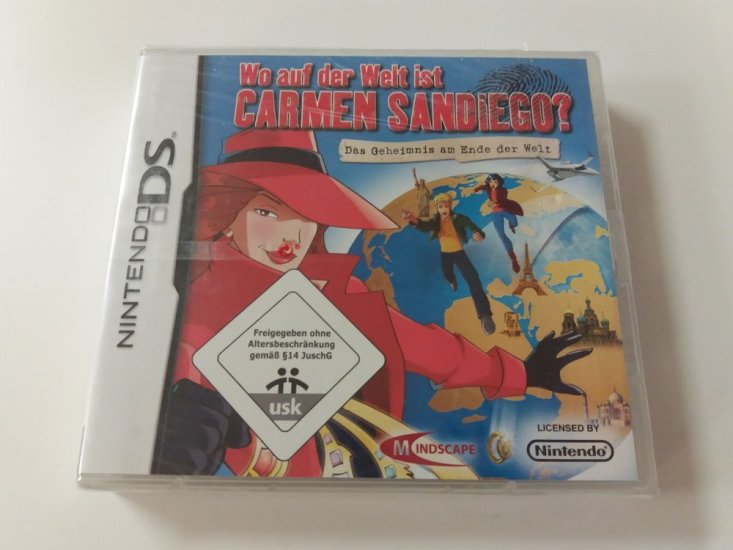 Wo auf der Welt ist
CARMEN SANDiEGO?
Das Geheimnis am Ende der Welt
NINTENDO DS™
Freigegeben ohne
Altersbeschränkung
gemäß §14 JuSchG
usk
MINDSCAPE
LICENSED BY
Nintendo